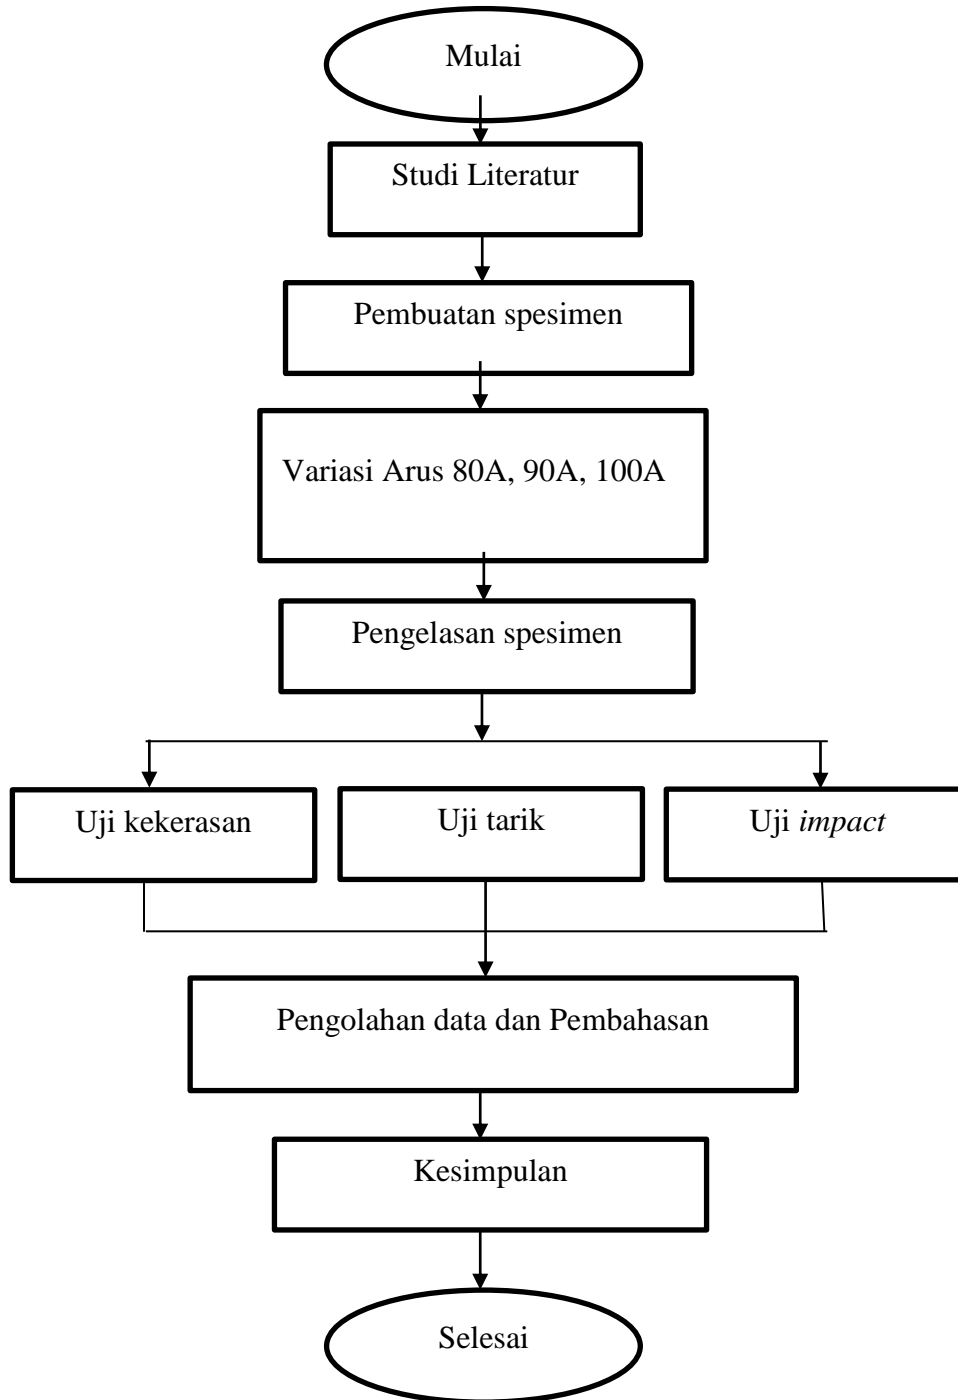 Mulai
Studi Literatur
Pembuatan spesimen
Variasi Arus 80A, 90A, 100A
Pengelasan spesimen
Uji kekerasan
Uji tarik
Uji impact
Pengolahan data dan Pembahasan
Kesimpulan
Selesai